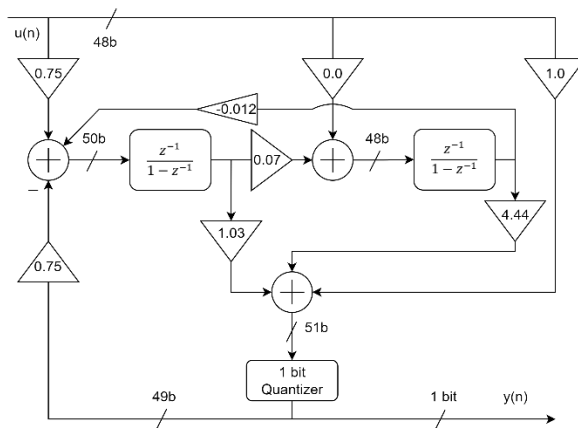 u(n)
48b
0.75
0.0
1.0
-0.012
50b
z⁻¹
1 − z⁻¹
0.07
48b
z⁻¹
1 − z⁻¹
−
1.03
4.44
0.75
51b
1 bit
Quantizer
49b
1 bit
y(n)